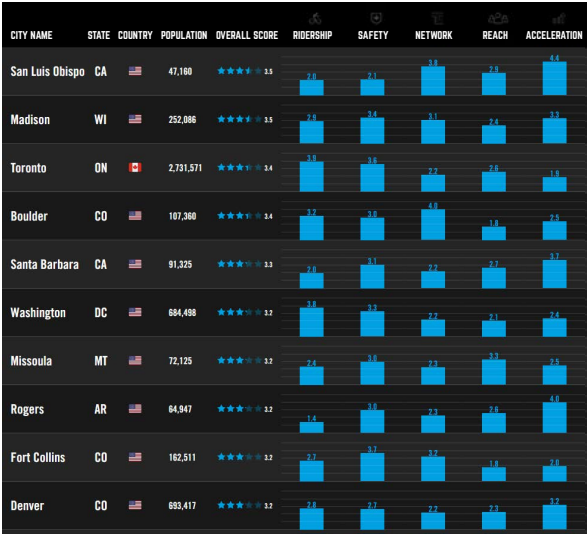 CITY NAME STATE COUNTRY POPULATION OVERALL SCORE RIDERSHIP SAFETY NETWORK REACH ACCELERATION
San Luis Obispo CA 47,160 3.5 2.0 2.1 3.8 2.9 4.4
Madison WI 252,086 3.5 2.9 3.4 3.1 2.4 3.3
Toronto ON 2,731,571 3.4 3.9 3.6 2.2 2.6 1.9
Boulder CO 107,360 3.4 3.2 3.0 4.0 1.8 2.5
Santa Barbara CA 91,325 3.3 3.1 2.2 2.7 3.7
Washington DC 684,498 3.2 3.8 3.3 2.2 2.1 2.4
Missoula MT 72,125 3.2 2.4 3.0 2.3 3.3 2.5
Rogers AR 64,947 3.2 1.4 3.0 2.3 2.6 4.0
Fort Collins CO 162,511 3.2 2.7 3.7 3.2 1.8 2.0
Denver CO 693,417 3.2 2.8 2.7 2.2 2.3 3.2